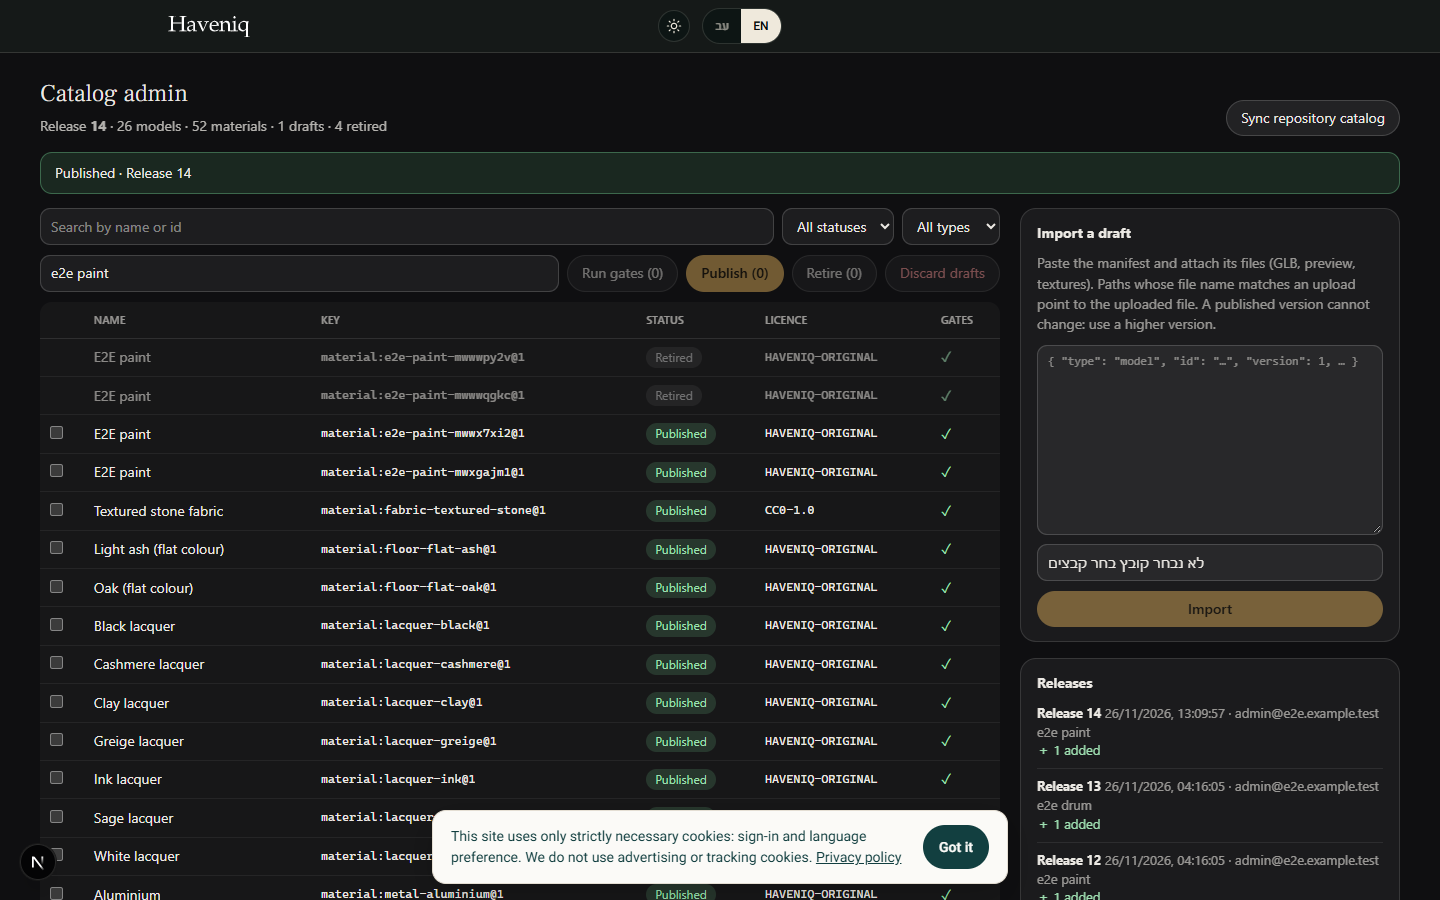 Haveniq
עב EN
Catalog admin
Release 14 · 26 models · 52 materials · 1 drafts · 4 retired
Sync repository catalog
Published · Release 14
Search by name or id
All statuses
All types
e2e paint
Run gates (0)
Publish (0)
Retire (0)
Discard drafts
NAME KEY STATUS LICENCE GATES
E2E paint material:e2e-paint-mwwwpy2v@1 Retired HAVENIQ-ORIGINAL ✓
E2E paint material:e2e-paint-mwwwqgkc@1 Retired HAVENIQ-ORIGINAL ✓
E2E paint material:e2e-paint-mwwx7xi2@1 Published HAVENIQ-ORIGINAL ✓
E2E paint material:e2e-paint-mwxgajm1@1 Published HAVENIQ-ORIGINAL ✓
Textured stone fabric material:fabric-textured-stone@1 Published CC0-1.0 ✓
Light ash (flat colour) material:floor-flat-ash@1 Published HAVENIQ-ORIGINAL ✓
Oak (flat colour) material:floor-flat-oak@1 Published HAVENIQ-ORIGINAL ✓
Black lacquer material:lacquer-black@1 Published HAVENIQ-ORIGINAL ✓
Cashmere lacquer material:lacquer-cashmere@1 Published HAVENIQ-ORIGINAL ✓
Clay lacquer material:lacquer-clay@1 Published HAVENIQ-ORIGINAL ✓
Greige lacquer material:lacquer-greige@1 Published HAVENIQ-ORIGINAL ✓
Ink lacquer material:lacquer-ink@1 Published HAVENIQ-ORIGINAL ✓
Sage lacquer material:lacquer-
White lacquer material:lacquer-
Aluminium material:metal-aluminium@1 Published HAVENIQ-ORIGINAL ✓
Import a draft
Paste the manifest and attach its files (GLB, preview,
textures). Paths whose file name matches an upload
point to the uploaded file. A published version cannot
change: use a higher version.
{ "type": "model", "id": "…", "version": 1, … }
לא נבחר קובץ בחר קבצים
Import
Releases
Release 14 26/11/2026, 13:09:57 · admin@e2e.example.test
e2e paint
+ 1 added
Release 13 26/11/2026, 04:16:05 · admin@e2e.example.test
e2e drum
+ 1 added
Release 12 26/11/2026, 04:16:05 · admin@e2e.example.test
e2e paint
+ 1 added
This site uses only strictly necessary cookies: sign-in and language
preference. We do not use advertising or tracking cookies. Privacy policy
Got it
N